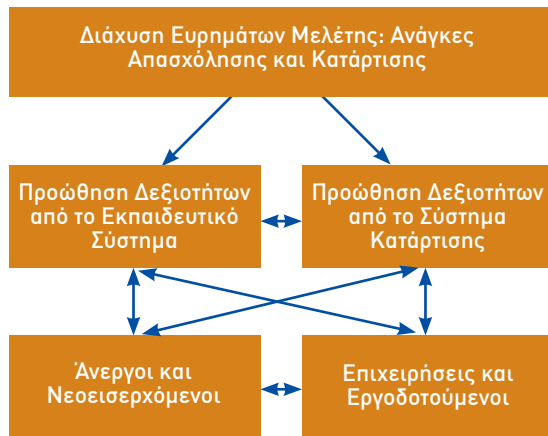 Διάχυση Ευρημάτων Μελέτης: Ανάγκες
Απασχόλησης και Κατάρτισης
Προώθηση Δεξιοτήτων
από το Εκπαιδευτικό
Σύστημα
Προώθηση Δεξιοτήτων
από το Σύστημα
Κατάρτισης
Άνεργοι και
Νεοεισερχόμενοι
Επιχειρήσεις και
Εργοδοτούμενοι